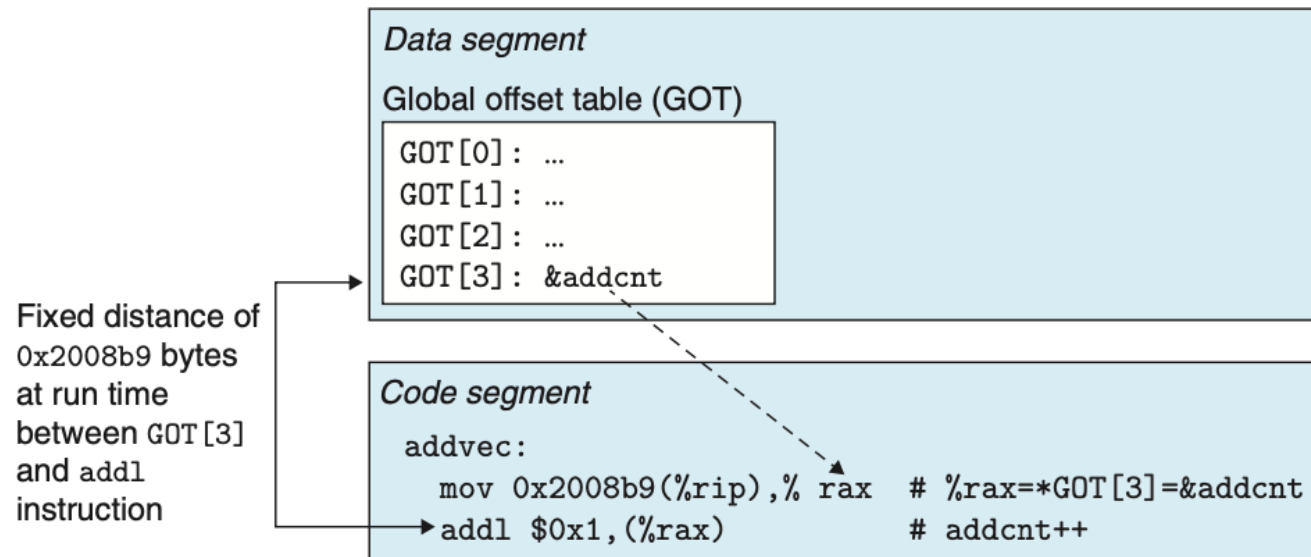 Data segment
Global offset table (GOT)
GOT[0]: …
GOT[1]: …
GOT[2]: …
GOT[3]: &addcnt
Fixed distance of
0x2008b9 bytes
at run time
between GOT[3]
and addl
instruction
Code segment
addvec:
mov 0x2008b9(%rip),% rax # %rax=*GOT[3]=&addcnt
addl $0x1,(%rax) # addcnt++